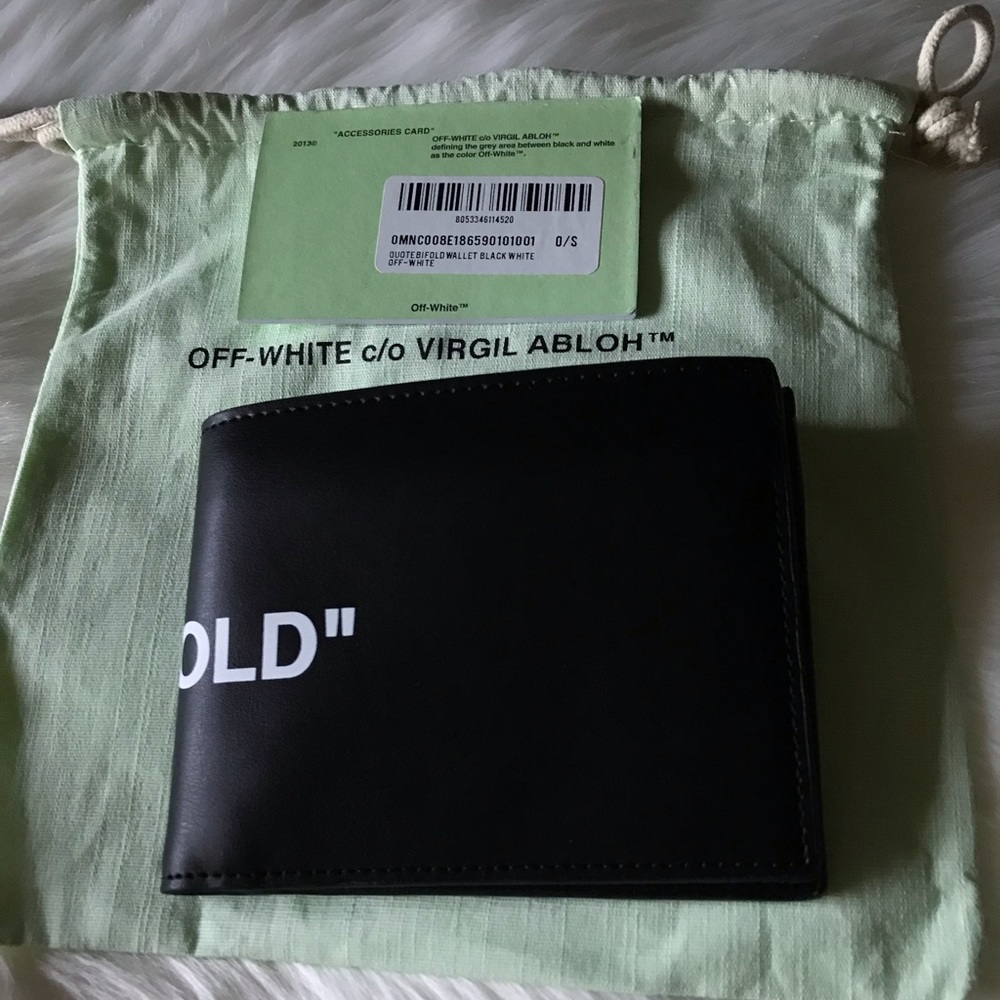 "ACCESSORIES CARD"
2013©
OFF-WHITE c/o VIRGIL ABLOH™
defining the grey area between black and white
as the color Off-White™.
8053346114520
OMNC008E186590101001 O/S
QUOTE BIFOLD WALLET BLACK WHITE
OFF-WHITE
Off-White™
OFF-WHITE c/o VIRGIL ABLOH™
OLD"